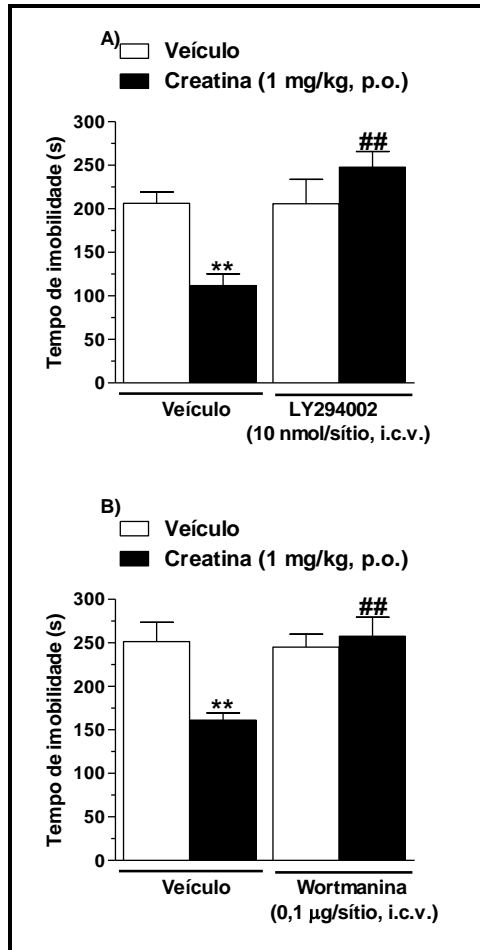 A)
Veículo
Creatina (1 mg/kg, p.o.)
Tempo de imobilidade (s)
300
250
200
150
100
50
0
**
##
Veículo
LY294002
(10 nmol/sítio, i.c.v.)
B)
Veículo
Creatina (1 mg/kg, p.o.)
Tempo de imobilidade (s)
300
250
200
150
100
50
0
**
##
Veículo
Wortmanina
(0,1 μg/sítio, i.c.v.)